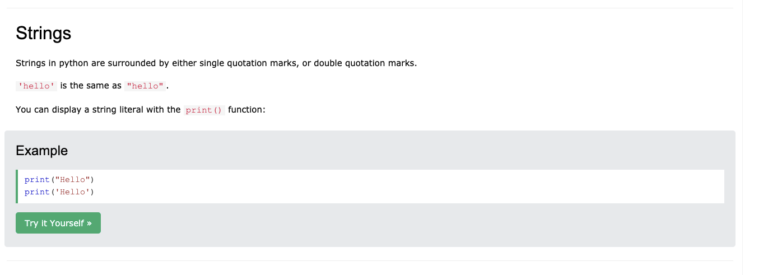 Strings
Strings in python are surrounded by either single quotation marks, or double quotation marks.
'hello' is the same as "hello".
You can display a string literal with the print() function:
Example
print("Hello")
print('Hello')
Try it Yourself »